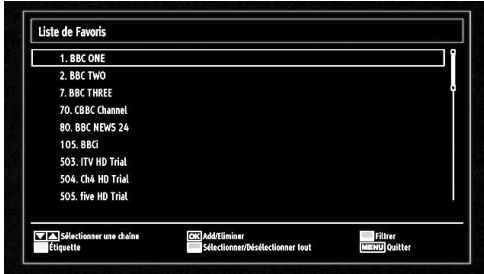 Liste de Favoris
1. BBC ONE
2. BBC TWO
7. BBC THREE
70. CBBC Channel
80. BBC NEWS 24
105. BBCi
503. ITV HD Trial
504. Ch4 HD Trial
505. five HD Trial
Sélectionner une chaîne OK Add/Eliminer Filtrer
Étiquette Sélectionner/Désélectionner tout MENU Quitter